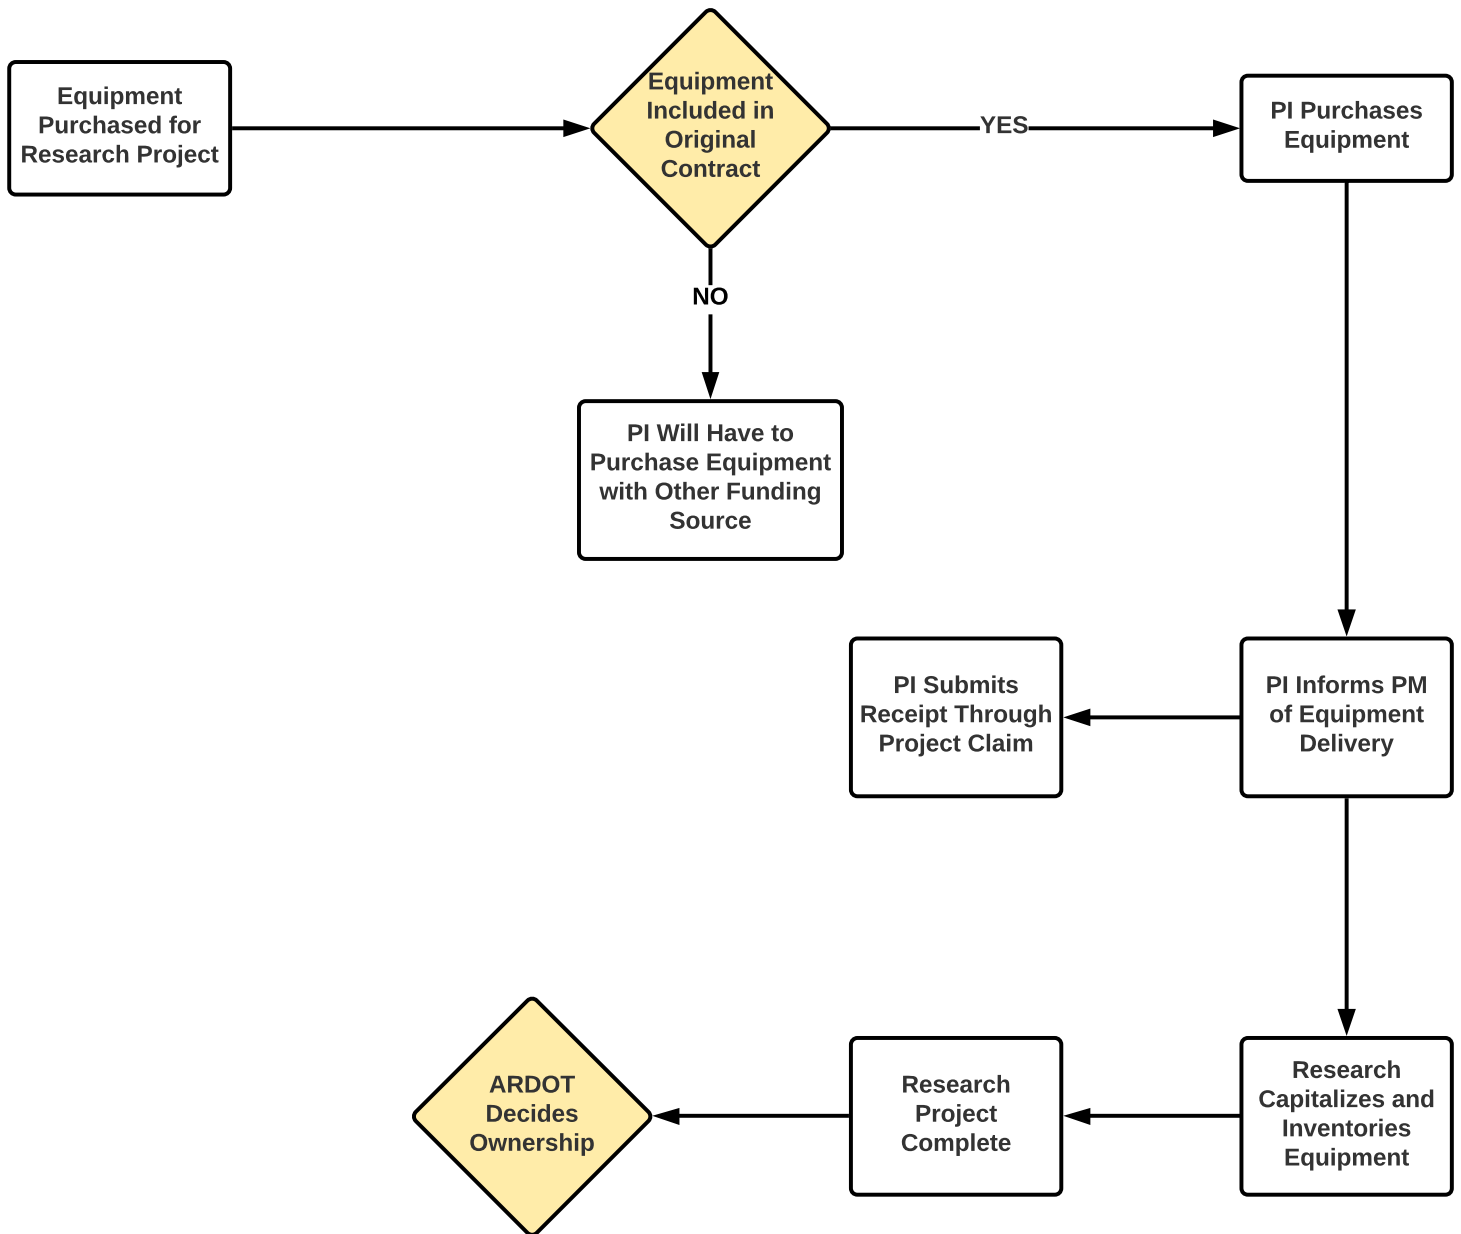 Equipment
Purchased for
Research Project
Equipment
Included in
Original
Contract
YES
PI Purchases
Equipment
NO
PI Will Have to
Purchase Equipment
with Other Funding
Source
PI Submits
Receipt Through
Project Claim
PI Informs PM
of Equipment
Delivery
ARDOT
Decides
Ownership
Research
Project
Complete
Research
Capitalizes and
Inventories
Equipment